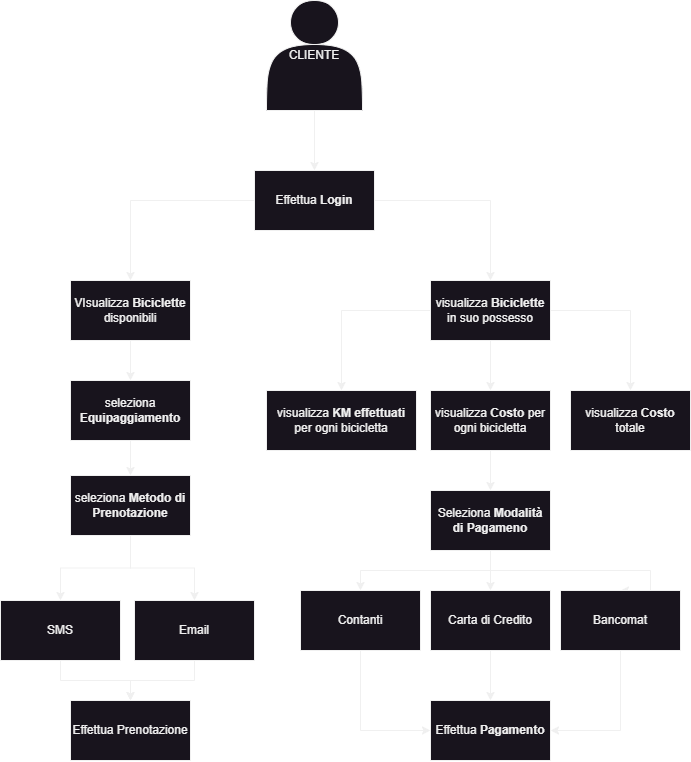 CLIENTE
Effettua Login
VIsualizza Biciclette
disponibili
visualizza Biciclette
in suo possesso
seleziona
Equipaggiamento
visualizza KM effettuati
per ogni bicicletta
visualizza Costo per
ogni bicicletta
visualizza Costo
totale
seleziona Metodo di
Prenotazione
Seleziona Modalità
di Pagameno
SMS
Email
Contanti
Carta di Credito
Bancomat
Effettua Prenotazione
Effettua Pagamento